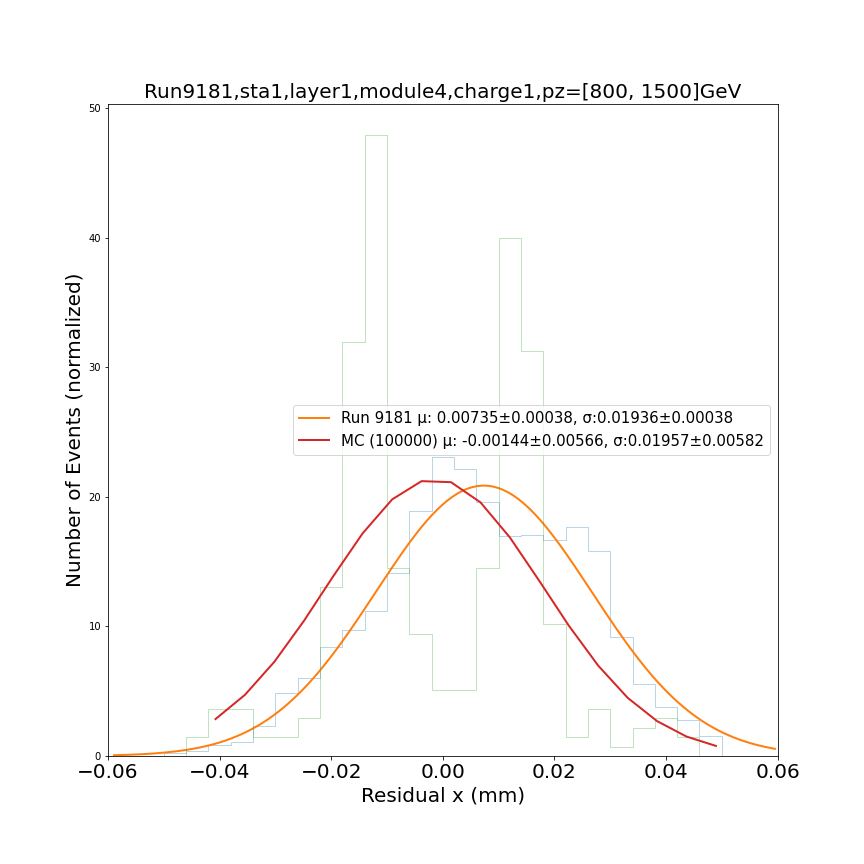 Run9181,sta1,layer1,module4,charge1,pz=[800, 1500]GeV
Number of Events (normalized)
50
40
30
20
10
0
Run 9181 μ: 0.00735±0.00038, σ:0.01936±0.00038
MC (100000) μ: -0.00144±0.00566, σ:0.01957±0.00582
−0.06 −0.04 −0.02 0.00 0.02 0.04 0.06
Residual x (mm)